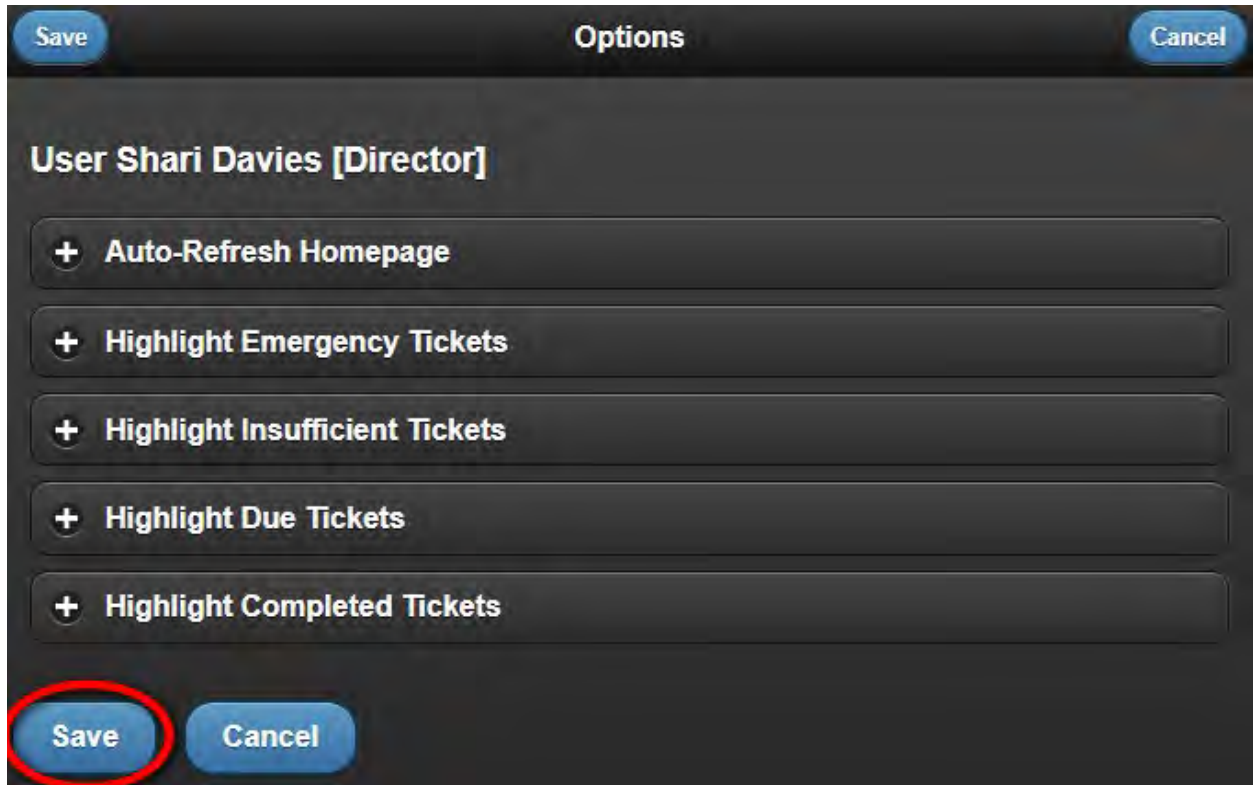 Save Options Cancel
User Shari Davies [Director]
Auto-Refresh Homepage
Highlight Emergency Tickets
Highlight Insufficient Tickets
Highlight Due Tickets
Highlight Completed Tickets
Save Cancel